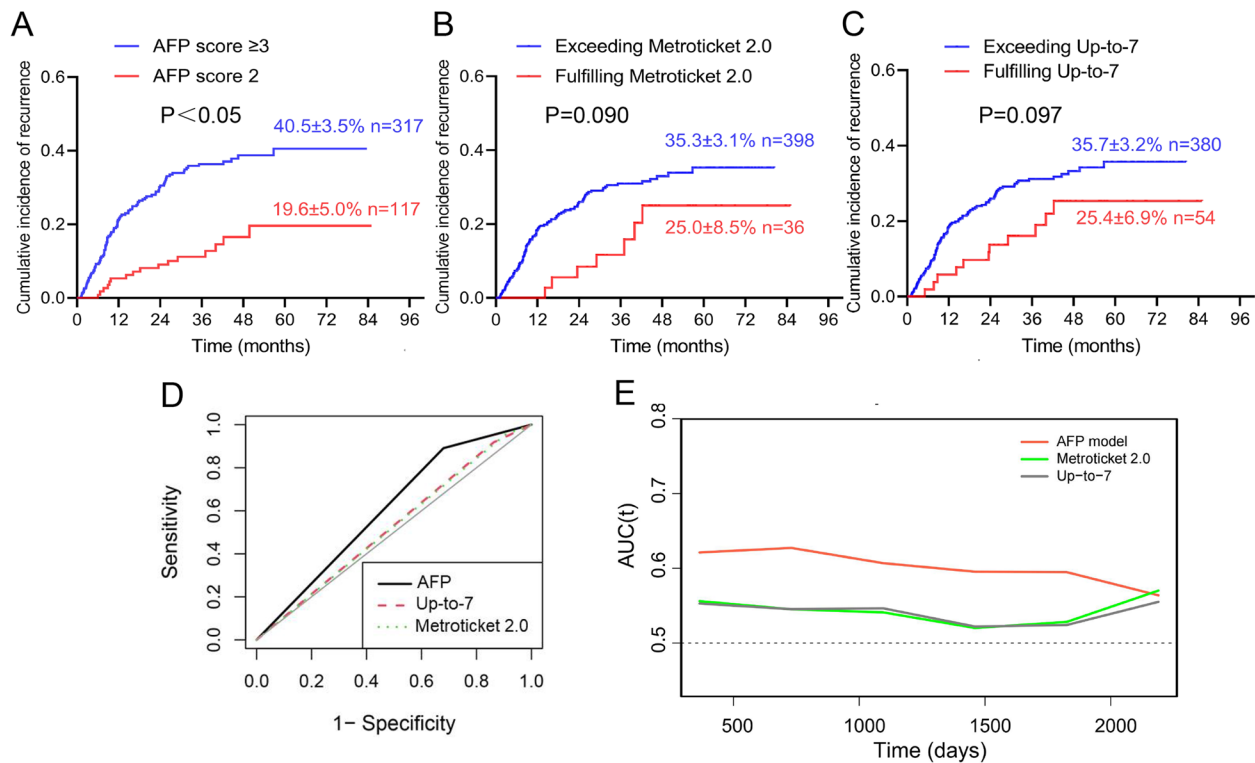 A
AFP score ≥3
AFP score 2
P<0.05
40.5±3.5% n=317
19.6±5.0% n=117
Cumulative incidence of recurrence
0.6
0.4
0.2
0.0
0 12 24 36 48 60 72 84 96
Time (months)
B
Exceeding Metroticket 2.0
Fulfilling Metroticket 2.0
P=0.090
35.3±3.1% n=398
25.0±8.5% n=36
Cumulative incidence of recurrence
0.6
0.4
0.2
0.0
0 12 24 36 48 60 72 84 96
Time (months)
C
Exceeding Up-to-7
Fulfilling Up-to-7
P=0.097
35.7±3.2% n=380
25.4±6.9% n=54
Cumulative incidence of recurrence
0.6
0.4
0.2
0.0
0 12 24 36 48 60 72 84 96
Time (months)
D
Sensitivity
1.0
0.8
0.6
0.4
0.2
0.0
AFP
Up-to-7
Metroticket 2.0
0.0 0.2 0.4 0.6 0.8 1.0
1− Specificity
E
AUC(t)
0.8
0.7
0.6
0.5
AFP model
Metroticket 2.0
Up−to−7
500 1000 1500 2000
Time (days)